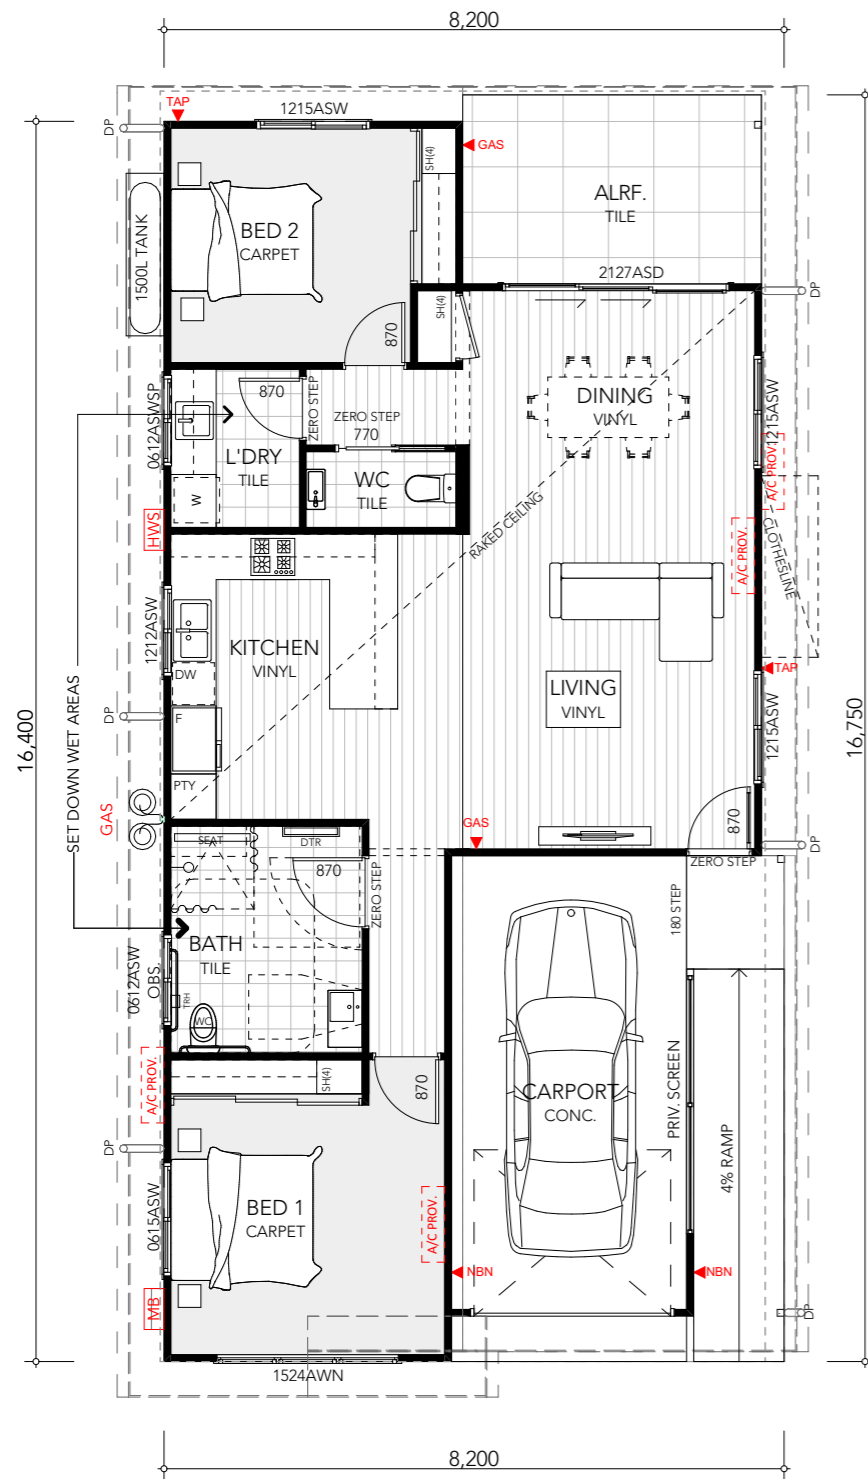 8,200
TAP
1215ASW
DP
GAS
SH(4)
ALRF.
TILE
BED 2
CARPET
1500L TANK
2127ASD
DP
SH(4)
870
870
ZERO STEP
ZERO STEP
770
DINING
VINYL
1215ASW
0612ASWSP
L'DRY
TILE
WC
TILE
W
A/C PROV.
HWS
RAKED CEILING
A/C PROV.
CLOTHESLINE
1212ASW
KITCHEN
VINYL
DW
F
PTY
LIVING
VINYL
TAP
1215ASW
DP
16,400
16,750
SET DOWN WET AREAS
GAS
GAS
870
DP
ZERO STEP
SEAT
DTR
870
ZERO STEP
180 STEP
BATH
TILE
0612ASW
OBS.
TRH
WC
A/C PROV.
SH(4)
870
CARPORT
CONC.
PRIV. SCREEN
4% RAMP
DP
BED 1
CARPET
0615ASW
A/C PROV.
NBN
NBN
MB
DP
1524AWN
8,200